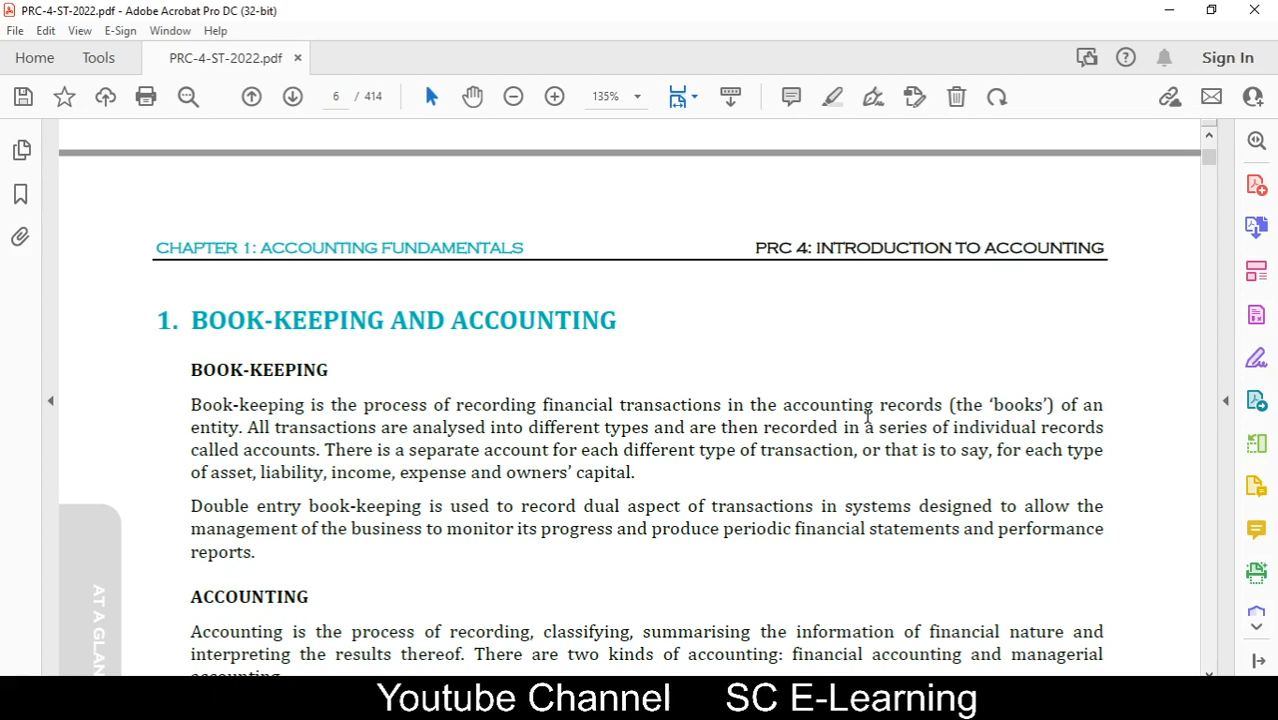 PRC-4-ST-2022.pdf - Adobe Acrobat Pro DC (32-bit)
File Edit View E-Sign Window Help
Home Tools PRC-4-ST-2022.pdf × Sign In
6 / 414 135%
CHAPTER 1: ACCOUNTING FUNDAMENTALS PRC 4: INTRODUCTION TO ACCOUNTING
1. BOOK-KEEPING AND ACCOUNTING
BOOK-KEEPING
Book-keeping is the process of recording financial transactions in the accounting records (the ‘books’) of an
entity. All transactions are analysed into different types and are then recorded in a series of individual records
called accounts. There is a separate account for each different type of transaction, or that is to say, for each type
of asset, liability, income, expense and owners’ capital.
Double entry book-keeping is used to record dual aspect of transactions in systems designed to allow the
management of the business to monitor its progress and produce periodic financial statements and performance
reports.
ACCOUNTING
Accounting is the process of recording, classifying, summarising the information of financial nature and
interpreting the results thereof. There are two kinds of accounting: financial accounting and managerial
accounting
AT A GLAN
Youtube Channel SC E-Learning